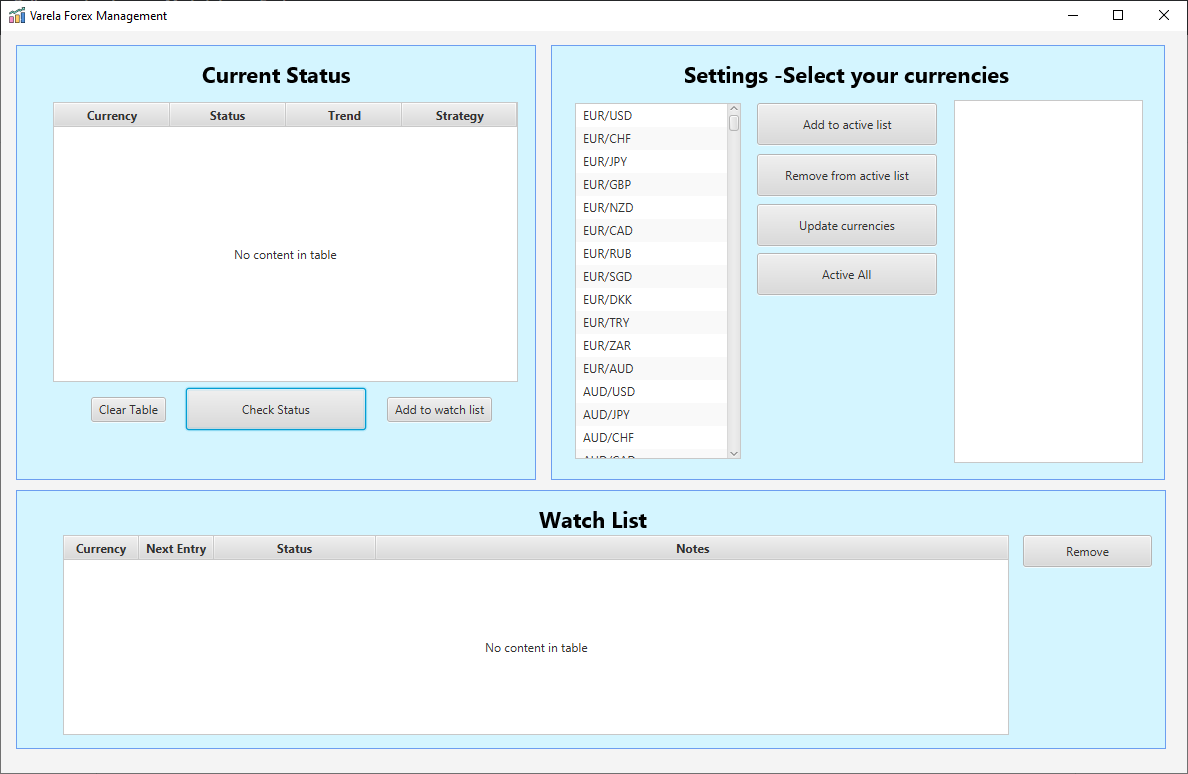 Varela Forex Management
Current Status
Currency Status Trend Strategy
No content in table
Clear Table Check Status Add to watch list
Settings -Select your currencies
EUR/USD
EUR/CHF
EUR/JPY
EUR/GBP
EUR/NZD
EUR/CAD
EUR/RUB
EUR/SGD
EUR/DKK
EUR/TRY
EUR/ZAR
EUR/AUD
AUD/USD
AUD/JPY
AUD/CHF
Add to active list
Remove from active list
Update currencies
Active All
Watch List
Currency Next Entry Status Notes
No content in table
Remove